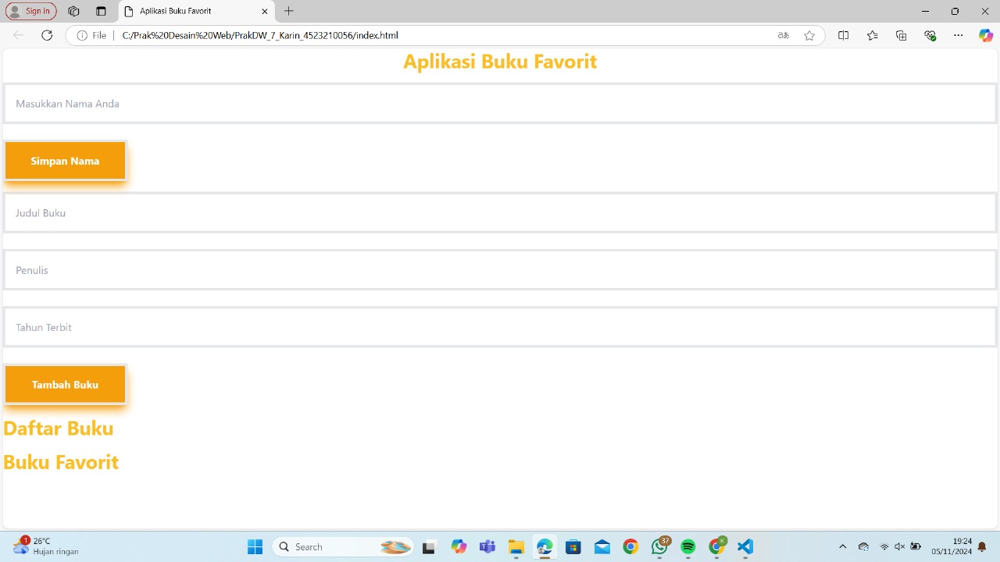 Sign in
Aplikasi Buku Favorit
File
C:/Prak%20Desain%20Web/PrakDW_7_Karin_4523210056/index.html
Aplikasi Buku Favorit
Masukkan Nama Anda
Simpan Nama
Judul Buku
Penulis
Tahun Terbit
Tambah Buku
Daftar Buku
Buku Favorit
1
26°C
Hujan ringan
Search
37
K
19:24
05/11/2024